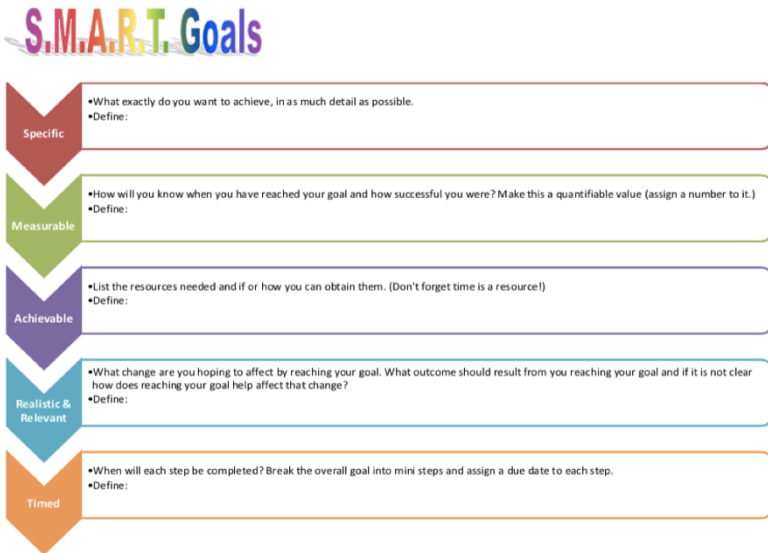 S.M.A.R.T. Goals
Specific
•What exactly do you want to achieve, in as much detail as possible.
•Define:
Measurable
•How will you know when you have reached your goal and how successful you were? Make this a quantifiable value (assign a number to it.)
•Define:
Achievable
•List the resources needed and if or how you can obtain them. (Don't forget time is a resource!)
•Define:
Realistic &
Relevant
•What change are you hoping to affect by reaching your goal. What outcome should result from you reaching your goal and if it is not clear
how does reaching your goal help affect that change?
•Define:
Timed
•When will each step be completed? Break the overall goal into mini steps and assign a due date to each step.
•Define: